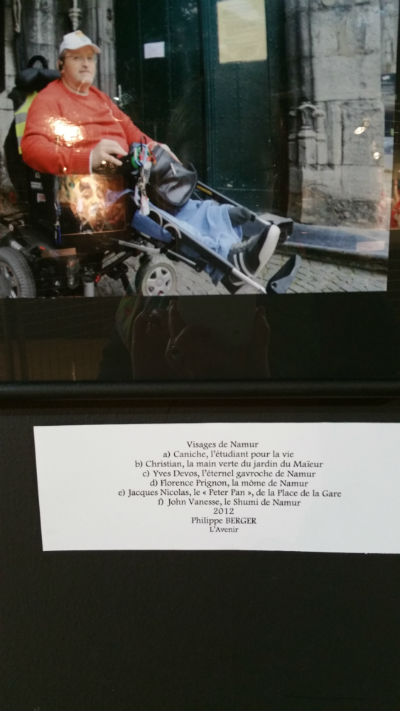 Visages de Namur
a) Caniche, l'étudiant pour la vie
b) Christian, la main verte du jardin du Maïeur
c) Yves Devos, l'éternel gavroche de Namur
d) Florence Prignon, la môme de Namur
e) Jacques Nicolas, le « Peter Pan », de la Place de la Gare
f) John Vanesse, le Shumi de Namur
2012
Philippe BERGER
L'Avenir